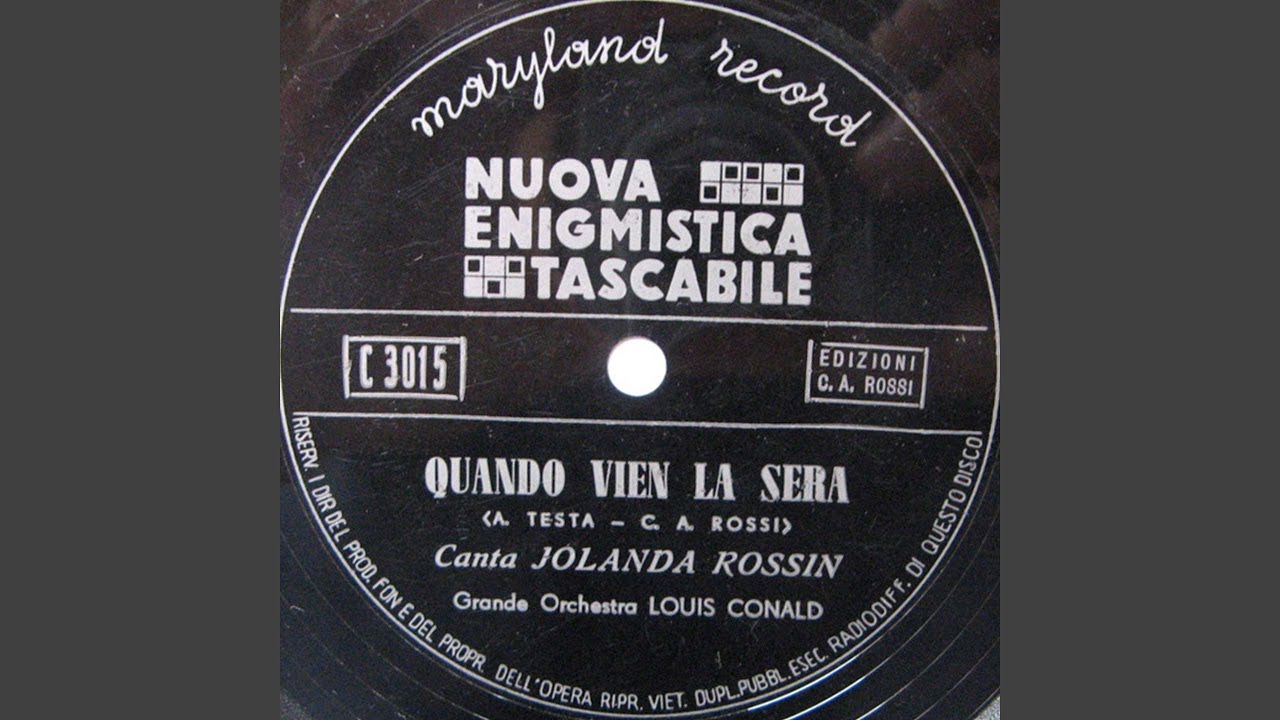 maryland record
NUOVA
ENIGMISTICA
TASCABILE
C 3015
EDIZIONI
C. A. ROSSI
QUANDO VIEN LA SERA
(A. TESTA - C. A. ROSSI)
Canta JOLANDA ROSSIN
Grande Orchestra LOUIS CONALD
RISERV. I DIR DEL PROD. FON E DEL PROPR. DELL'OPERA RIPR. VIET. DUPL. PUBBL. ESEC. RADIODIFF. DI QUESTO DISCO